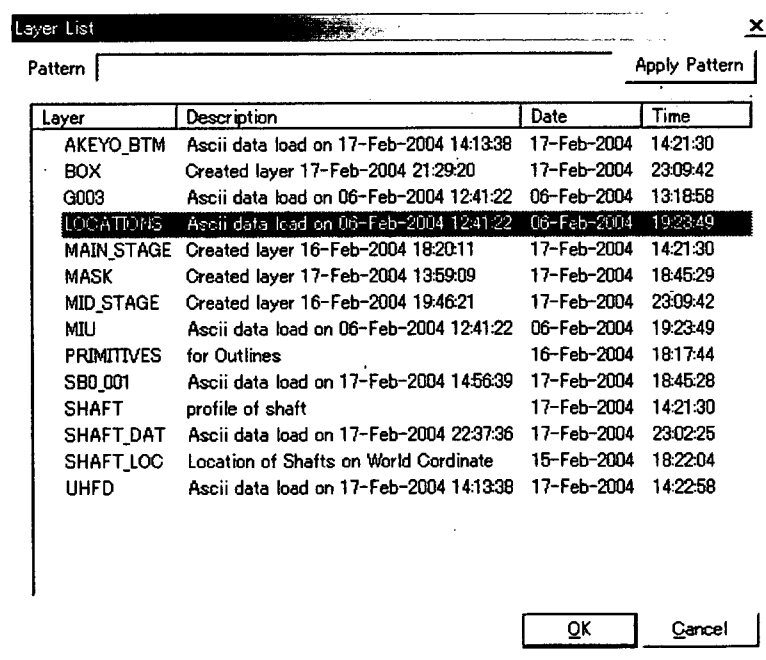 Layer List
Pattern Apply Pattern
Layer Description Date Time
AKEYO_BTM Ascii data load on 17-Feb-2004 14:13:38 17-Feb-2004 14:21:30
BOX Created layer 17-Feb-2004 21:29:20 17-Feb-2004 23:09:42
G003 Ascii data load on 06-Feb-2004 12:41:22 06-Feb-2004 13:18:58
LOCATIONS Ascii data load on 06-Feb-2004 12:41:22 06-Feb-2004 19:23:49
MAIN_STAGE Created layer 16-Feb-2004 18:20:11 17-Feb-2004 14:21:30
MASK Created layer 17-Feb-2004 13:59:09 17-Feb-2004 18:45:29
MID_STAGE Created layer 16-Feb-2004 19:46:21 17-Feb-2004 23:09:42
MIU Ascii data load on 06-Feb-2004 12:41:22 06-Feb-2004 19:23:49
PRIMITIVES for Outlines 16-Feb-2004 18:17:44
SB0_001 Ascii data load on 17-Feb-2004 14:56:39 17-Feb-2004 18:45:28
SHAFT profile of shaft 17-Feb-2004 14:21:30
SHAFT_DAT Ascii data load on 17-Feb-2004 22:37:36 17-Feb-2004 23:02:25
SHAFT_LOC Location of Shafts on World Cordinate 15-Feb-2004 18:22:04
UHFD Ascii data load on 17-Feb-2004 14:13:38 17-Feb-2004 14:22:58
OK Cancel